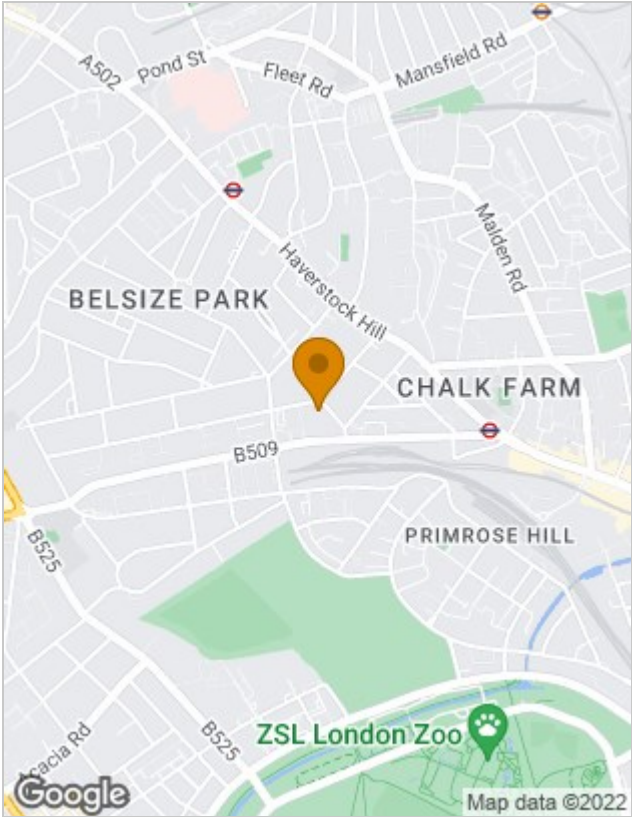 A502
Pond St
Fleet Rd
Mansfield Rd
Malden Rd
Haverstock Hill
BELSIZE PARK
CHALK FARM
B509
B525
PRIMROSE HILL
B525
ZSL London Zoo
Acacia Rd
Google
Map data ©2022